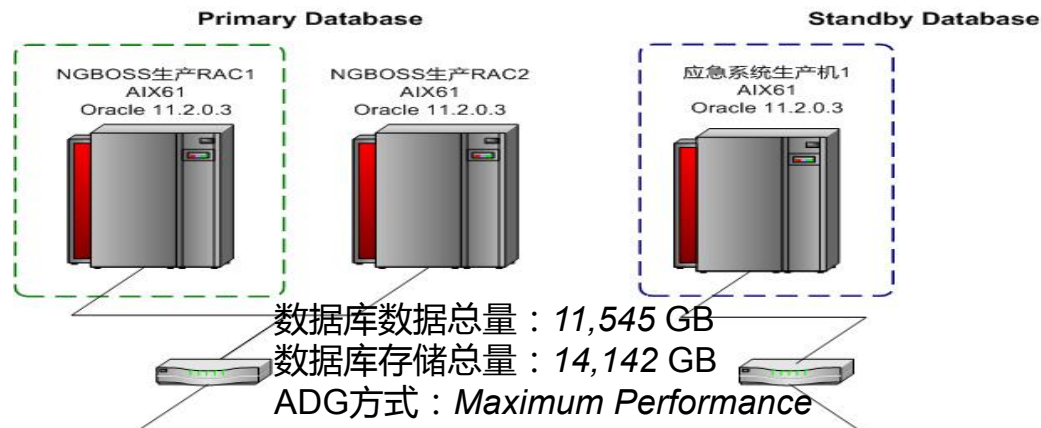 Primary Database
Standby Database
NGBOSS生产RAC1
AIX61
Oracle 11.2.0.3
NGBOSS生产RAC2
AIX61
Oracle 11.2.0.3
应急系统生产机1
AIX61
Oracle 11.2.0.3
数据库数据总量：11,545 GB
数据库存储总量：14,142 GB
ADG方式：Maximum Performance